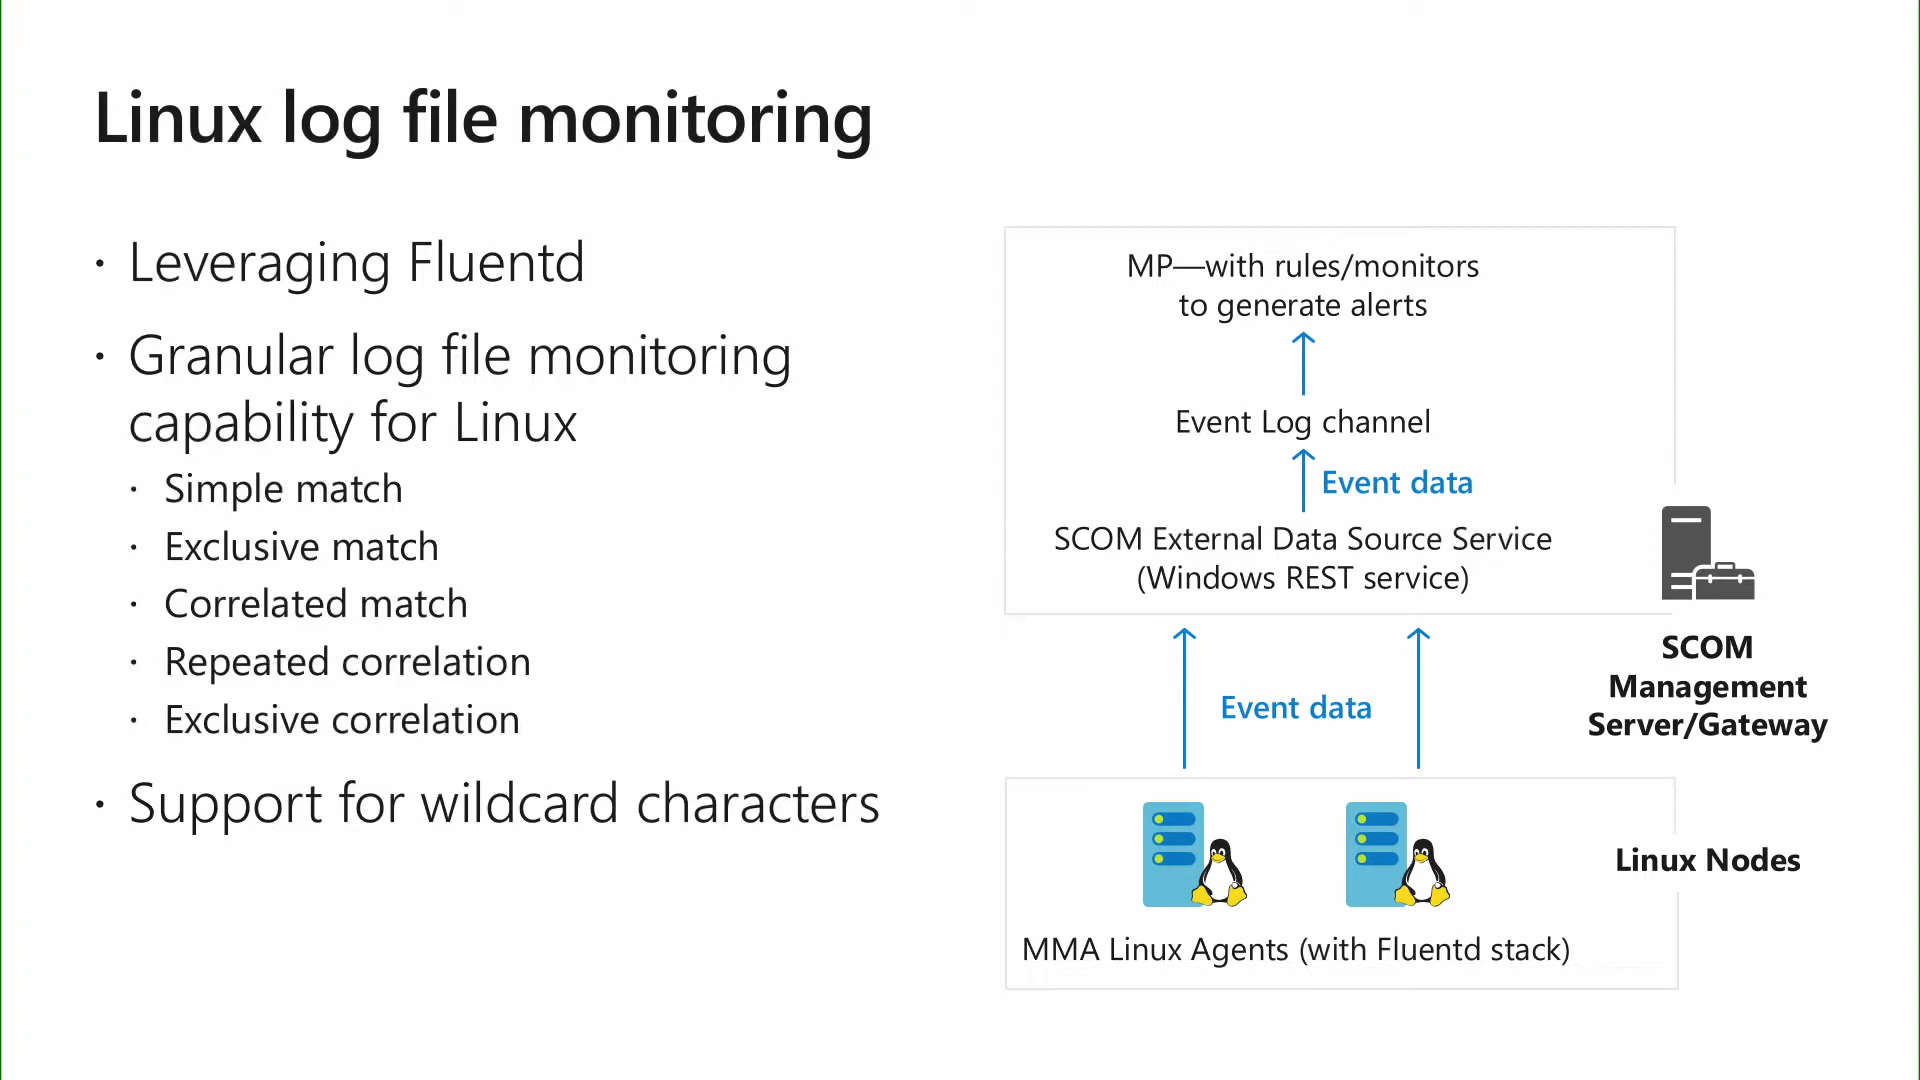 Linux log file monitoring
· Leveraging Fluentd
· Granular log file monitoring
capability for Linux
· Simple match
· Exclusive match
· Correlated match
· Repeated correlation
· Exclusive correlation
· Support for wildcard characters
MP—with rules/monitors
to generate alerts
Event Log channel
Event data
SCOM External Data Source Service
(Windows REST service)
SCOM
Management
Server/Gateway
Event data
Linux Nodes
MMA Linux Agents (with Fluentd stack)